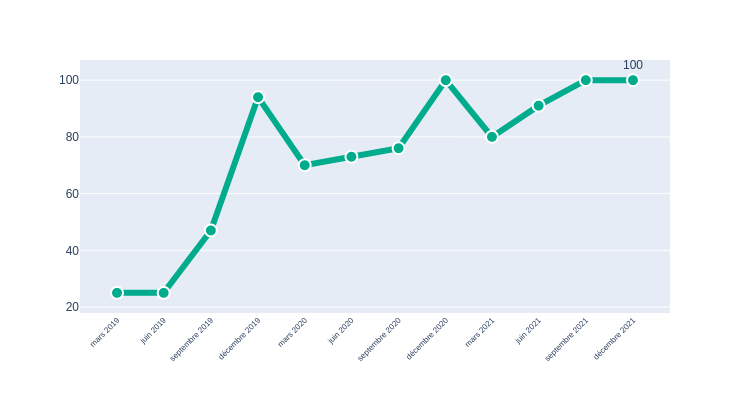 100
100
80
60
40
20
mars 2019
juin 2019
septembre 2019
décembre 2019
mars 2020
juin 2020
septembre 2020
décembre 2020
mars 2021
juin 2021
septembre 2021
décembre 2021